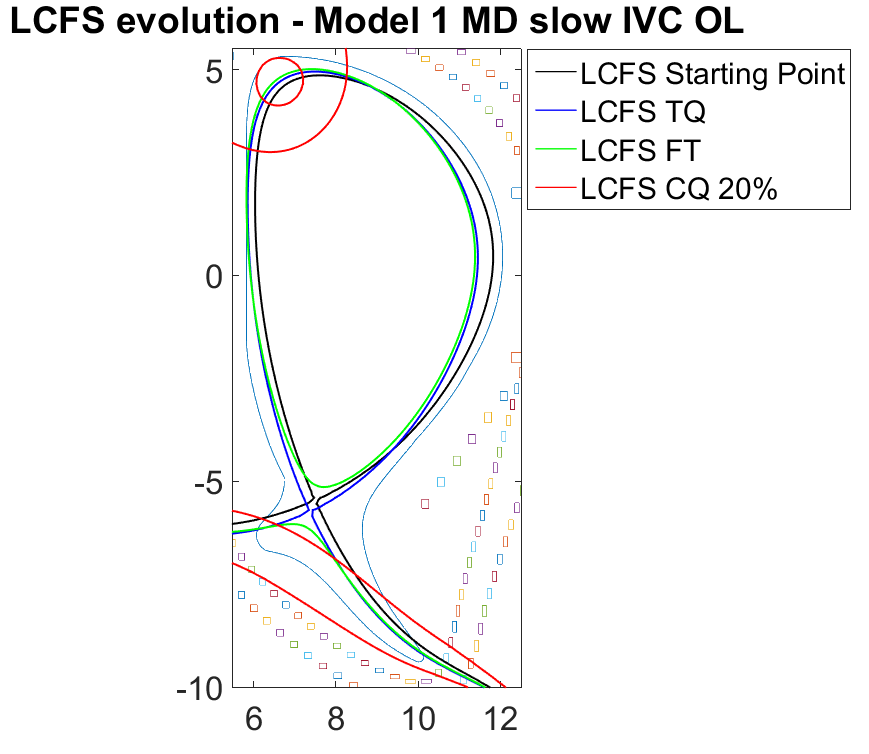 LCFS evolution - Model 1 MD slow IVC OL
LCFS Starting Point
LCFS TQ
LCFS FT
LCFS CQ 20%
5
0
-5
-10
6 8 10 12